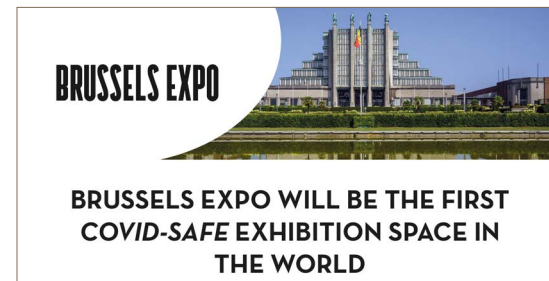 BRUSSELS EXPO
BRUSSELS EXPO WILL BE THE FIRST
COVID-SAFE EXHIBITION SPACE IN
THE WORLD